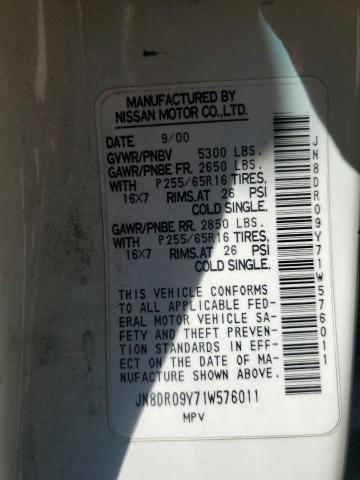 MANUFACTURED BY
NISSAN MOTOR CO.,LTD.
DATE 9/00
GVWR/PNBV 5300 LBS.
GAWR/PNBE FR. 2650 LBS.
WITH P255/65R16 TIRES,
16X7 RIMS.AT 26 PSI
COLD SINGLE.
GAWR/PNBE RR. 2850 LBS.
WITH P255/65R16 TIRES,
16X7 RIMS.AT 26 PSI
COLD SINGLE.
THIS VEHICLE CONFORMS
TO ALL APPLICABLE FED-
ERAL MOTOR VEHICLE SA-
FETY AND THEFT PREVEN-
TION STANDARDS IN EFF-
ECT ON THE DATE OF MA-
NUFACTURE SHOWN ABOVE.
JN8DR09Y71W576011
MPV
JN8DR09Y71W576011